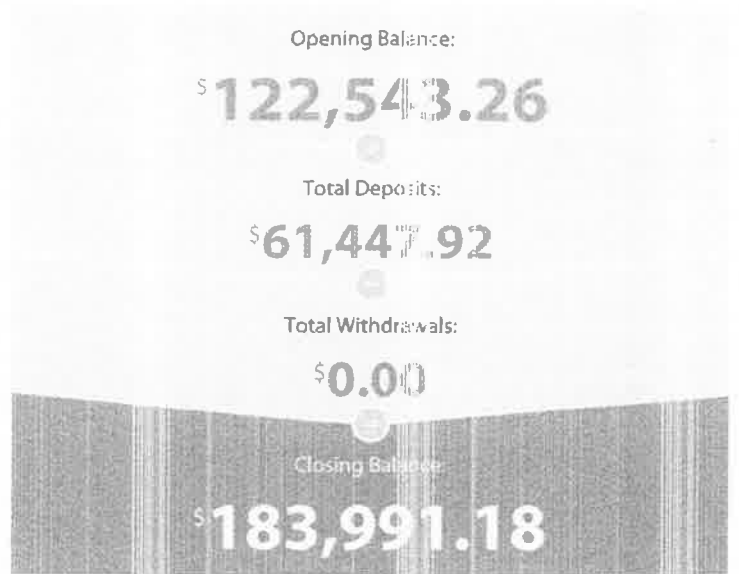 Opening Balance:
$122,543.26
Total Deposits:
$61,447.92
Total Withdrawals:
$0.00
Closing Balance:
$183,991.18